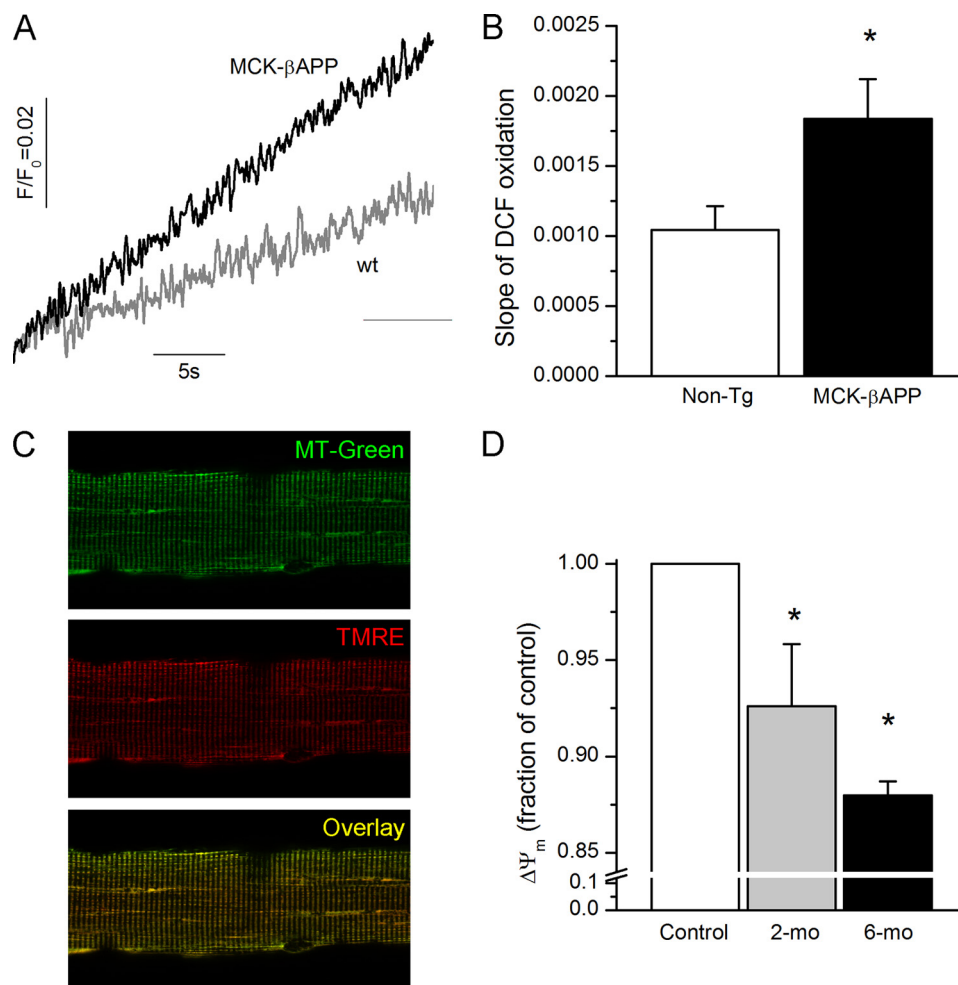 A
MCK-βAPP
F/F0=0.02
wt
5s
B
0.0025
0.0020
0.0015
0.0010
0.0005
0.0000
Slope of DCF oxidation
*
Non-Tg
MCK-βAPP
C
MT-Green
TMRE
Overlay
D
1.00
0.95
0.90
0.85
0.1
0.0
ΔΨm (fraction of control)
*
*
Control
2-mo
6-mo